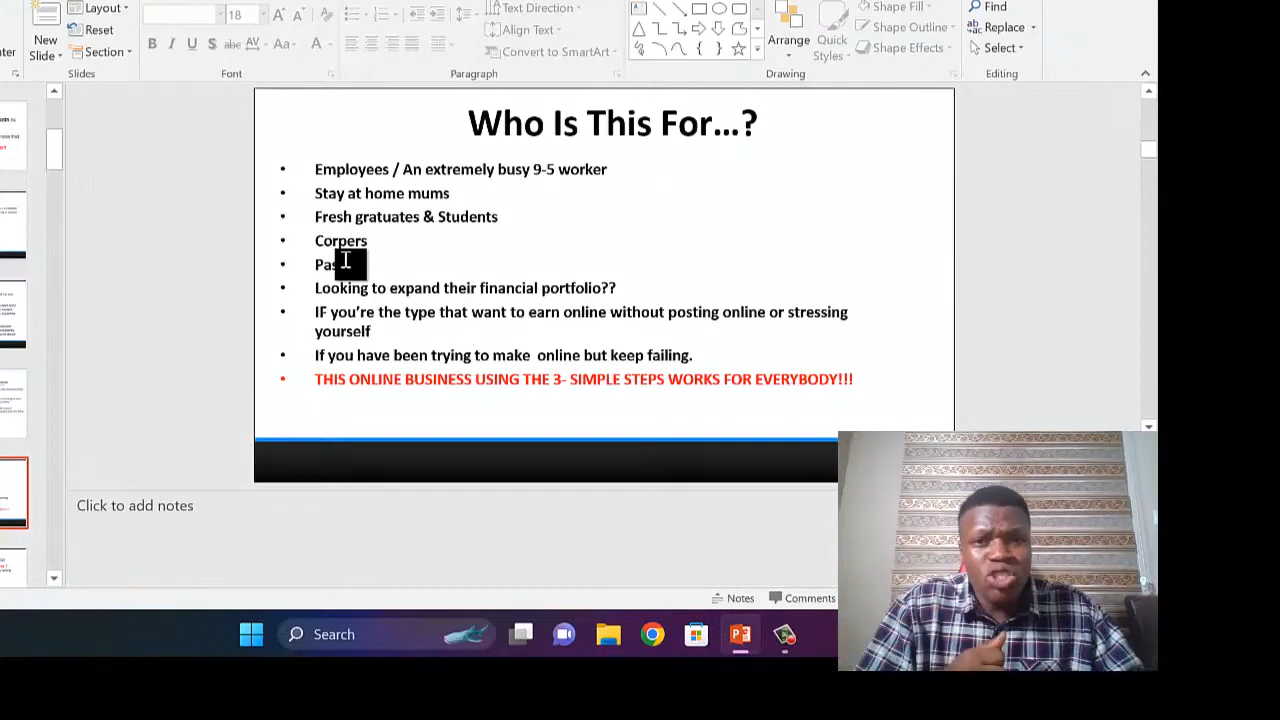 18
Text Direction
Shape Fill
Find
Reset
Align Text
Shape Outline
Replace
New
Slide
Section
B I U S abc AV Aa A
Convert to SmartArt
Arrange
Quick
Styles
Shape Effects
Select
Layout
Slides
Font
Paragraph
Drawing
Editing
Who Is This For...?
• Employees / An extremely busy 9-5 worker
• Stay at home mums
• Fresh gratuates & Students
• Corpers
• Pas
• Looking to expand their financial portfolio??
• IF you’re the type that want to earn online without posting online or stressing
yourself
• If you have been trying to make online but keep failing.
• THIS ONLINE BUSINESS USING THE 3- SIMPLE STEPS WORKS FOR EVERYBODY!!!
Click to add notes
Notes
Comments
Search